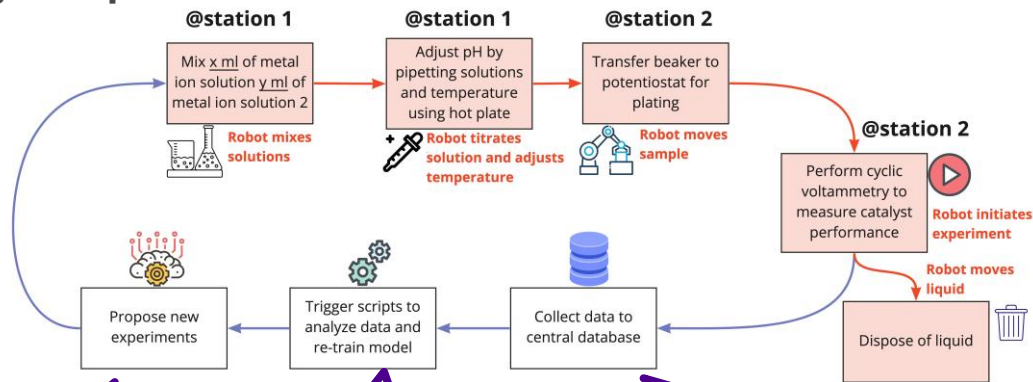 @station 1
@station 1
@station 2
Mix x ml of metal
ion solution y ml of
metal ion solution 2
Adjust pH by
pipetting solutions
and temperature
using hot plate
Transfer beaker to
potentiostat for
plating
Robot mixes
solutions
Robot titrates
solution and adjusts
temperature
Robot moves
sample
@station 2
Perform cyclic
voltammetry to
measure catalyst
performance
Robot initiates
experiment
Robot moves
liquid
Propose new
experiments
Trigger scripts to
analyze data and
re-train model
Collect data to
central database
Dispose of liquid